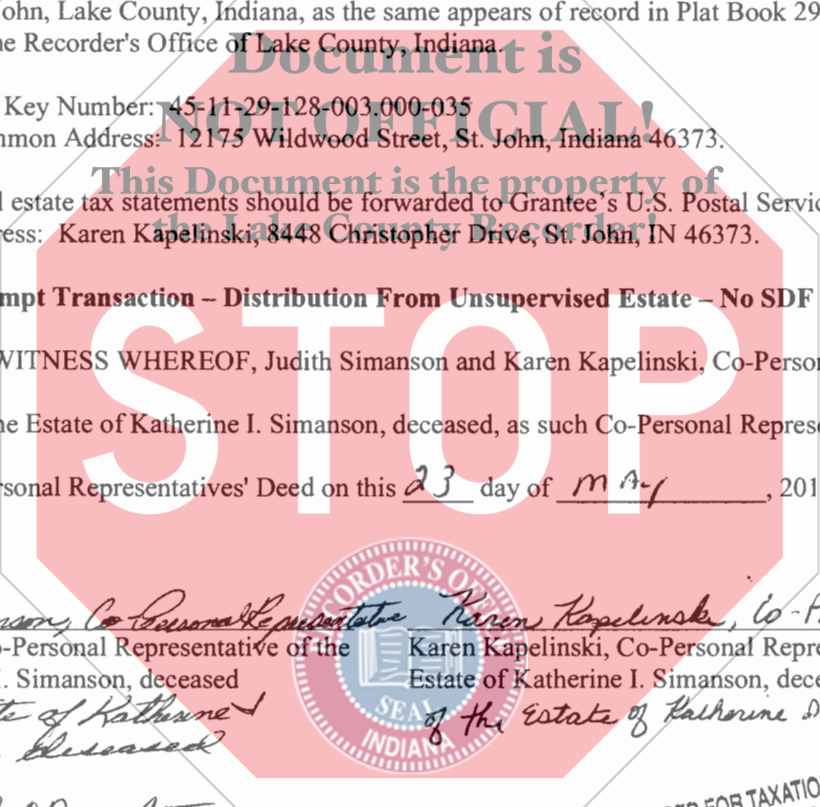 ohn, Lake County, Indiana, as the same appears of record in Plat Book 29
e Recorder's Office of Lake County, Indiana.
Document is
Key Number: 45-11-29-128-003.000-035
NOT OFFICIAL!
mmon Address: 12175 Wildwood Street, St. John, Indiana 46373.
This Document is the property of
l estate tax statements should be forwarded to Grantee's U.S. Postal Servic
the Lake County Recorder!
ess: Karen Kapelinski, 8448 Christopher Drive, St. John, IN 46373.
mpt Transaction – Distribution From Unsupervised Estate – No SDF
WITNESS WHEREOF, Judith Simanson and Karen Kapelinski, Co-Person
STOP
he Estate of Katherine I. Simanson, deceased, as such Co-Personal Represe
rsonal Representatives' Deed on this 23 day of May, 201
nson, Co Personal Representative Karen Kapelinski, Co-P
o-Personal Representative of the Karen Kapelinski, Co-Personal Repre
I. Simanson, deceased Estate of Katherine I. Simanson, dece
te of Katherine I of the Estate of Katherine
deceased
RECORDER'S OF
SEAL
INDIANA
FOR TAXATIO